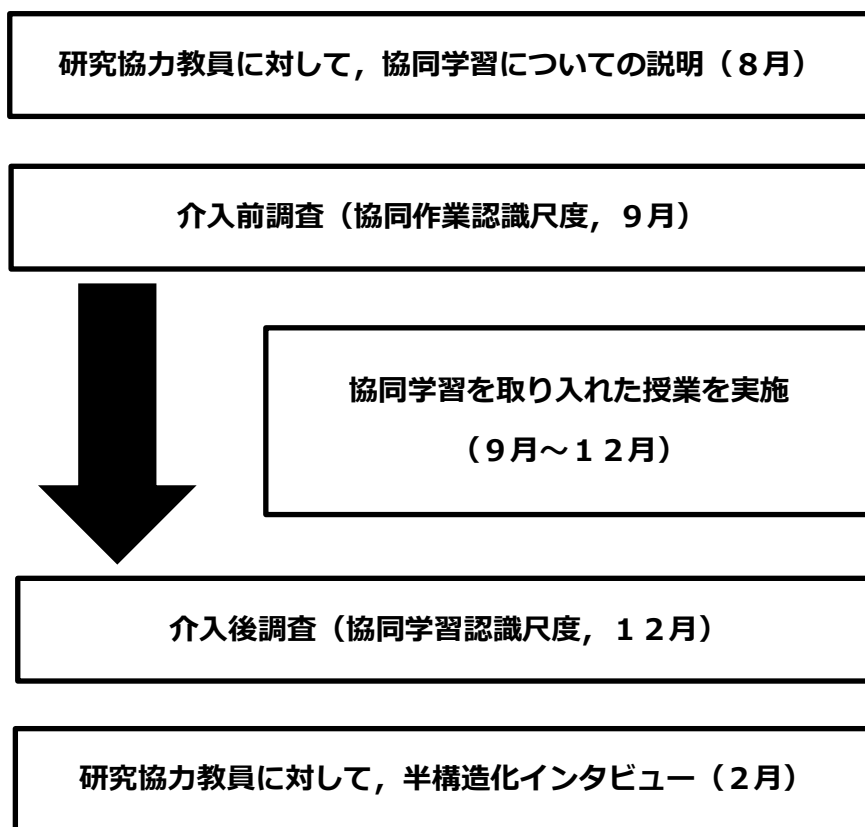 研究協力教員に対して，協同学習についての説明（８月）
介入前調査（協同作業認識尺度，９月）
協同学習を取り入れた授業を実施
（９月～１２月）
介入後調査（協同学習認識尺度，１２月）
研究協力教員に対して，半構造化インタビュー（２月）